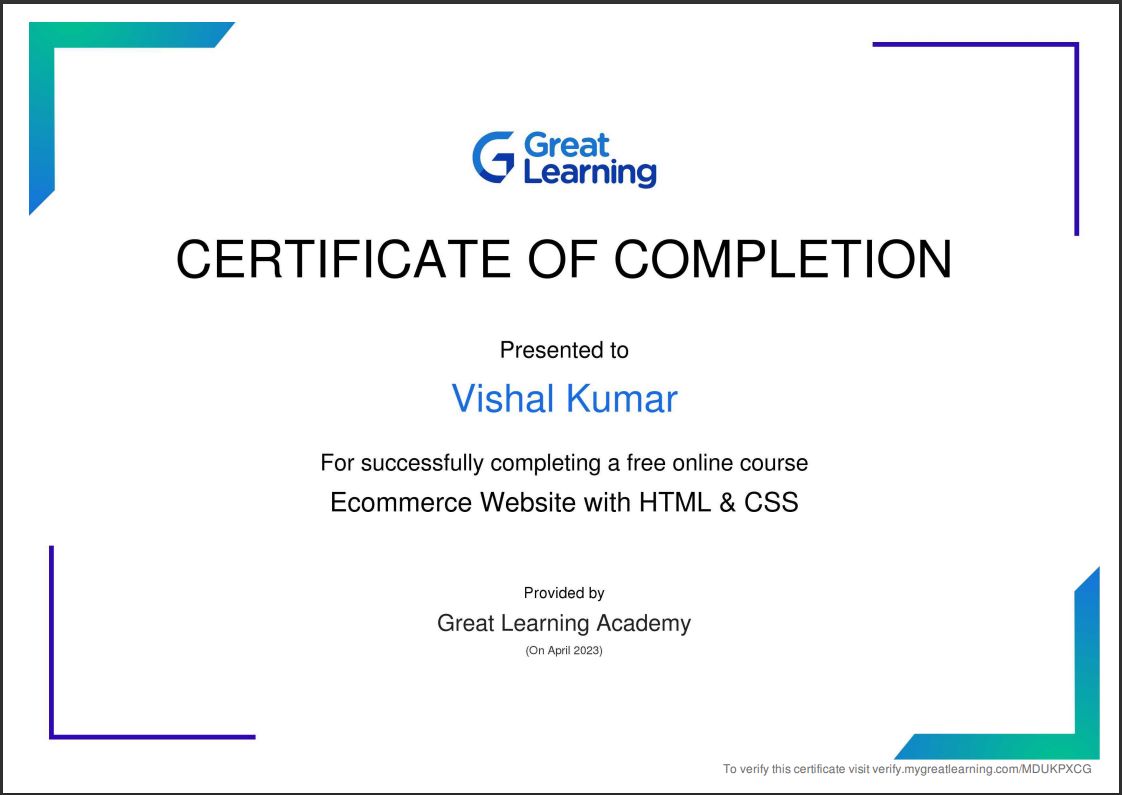 Great
Learning
CERTIFICATE OF COMPLETION
Presented to
Vishal Kumar
For successfully completing a free online course
Ecommerce Website with HTML & CSS
Provided by
Great Learning Academy
(On April 2023)
To verify this certificate visit verify.mygreatlearning.com/MDUKPXCG